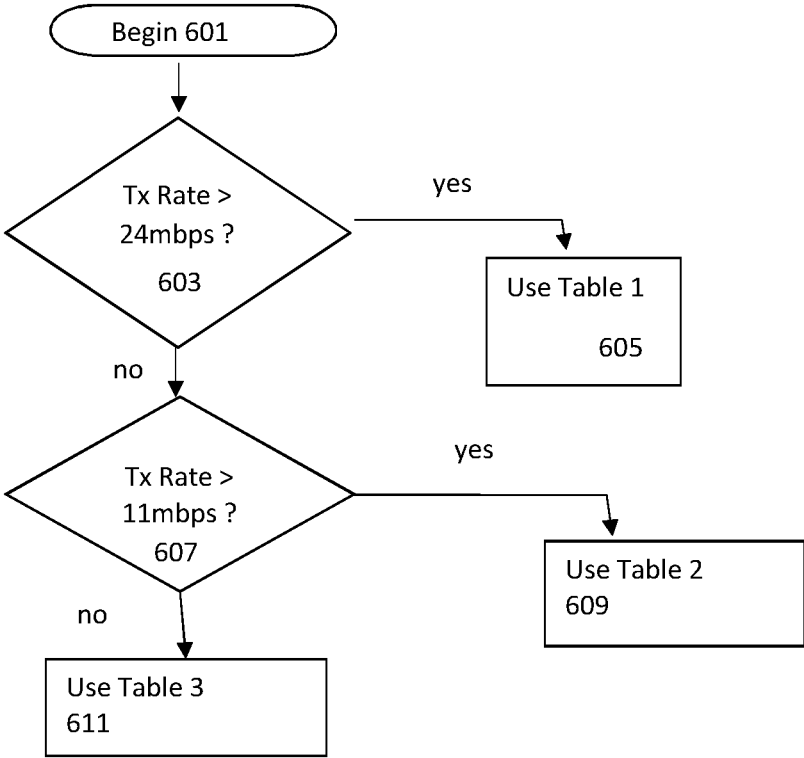 Begin 601
Tx Rate >
24mbps ?
603
yes
Use Table 1
605
no
Tx Rate >
11mbps ?
607
yes
Use Table 2
609
no
Use Table 3
611